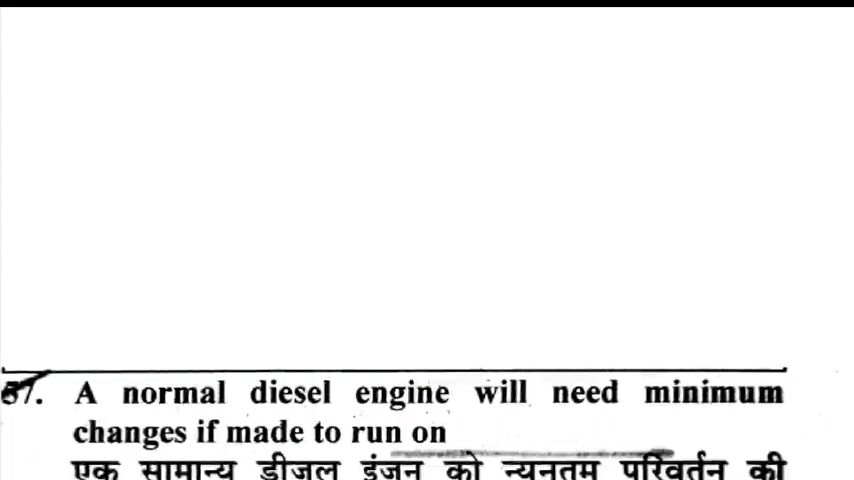 57. A normal diesel engine will need minimum
changes if made to run on
एक सामान्य डीजल इंजन को न्यूनतम परिवर्तन की